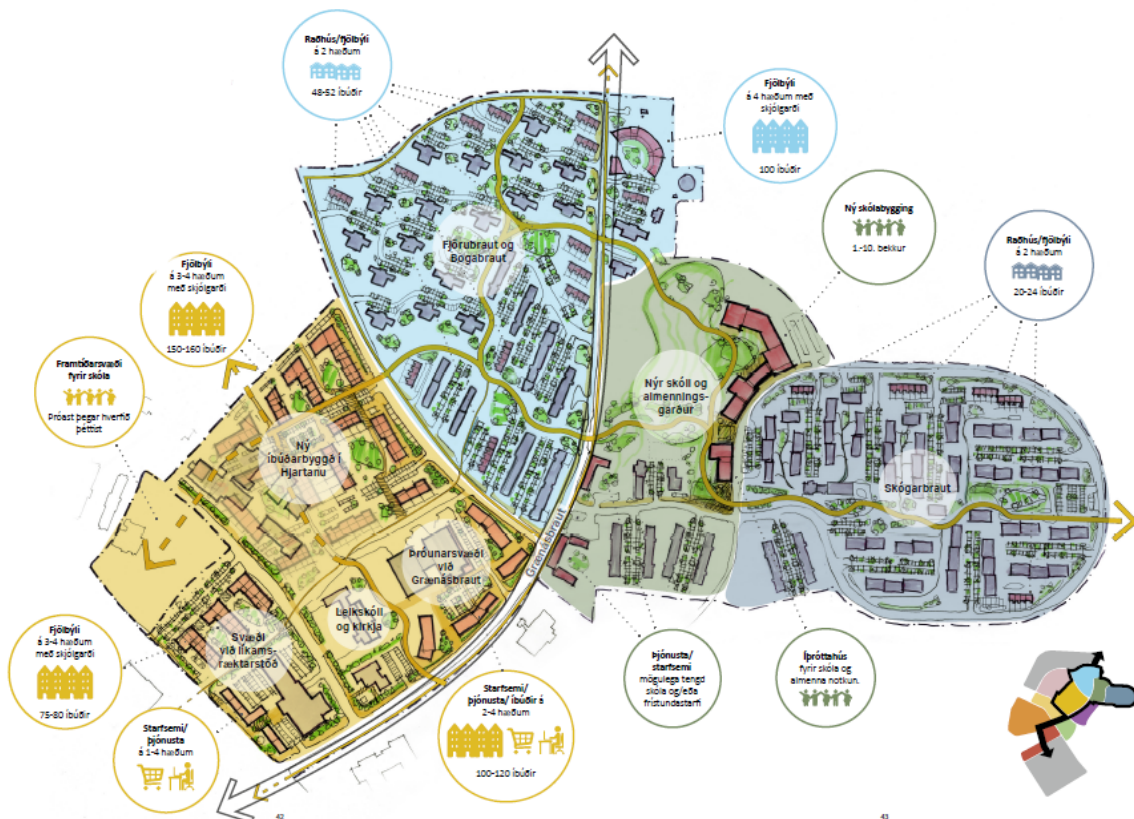 Raðhús/fjölbýli
á 2 hæðum
48-52 íbúðir
Fjölbýli
á 4 hæðum með
skjólgarði
100 íbúðir
Ný skólabygging
1.-10. bekkur
Raðhús/fjölbýli
á 2 hæðum
20-24 íbúðir
Fjölbýli
á 3-4 hæðum
með skjólgarði
150-160 íbúðir
Framtíðarsvæði
fyrir skóla
Þróast þegar hverfið
þéttist
Fjörubraut og
Bogabraut
Nýr skóli og
almennings-
garður
Ný
íbúðarbyggð í
Hjartanu
Skógarbraut
Þróunarsvæði
við
Grænásbraut
Grænásbraut
Leikskóli
og kirkja
Svæði
við líkams-
ræktarstöð
Fjölbýli
á 3-4 hæðum
með skjólgarði
75-80 íbúðir
Starfsemi/
þjónusta
á 1-4 hæðum
Starfsemi/
þjónusta/ íbúðir á
2-4 hæðum
100-120 íbúðir
Þjónusta/
starfsemi
mögulega tengd
skóla og/eða
frístundastarfi
Íþróttahús
fyrir skóla og
almenna notkun.
42
43